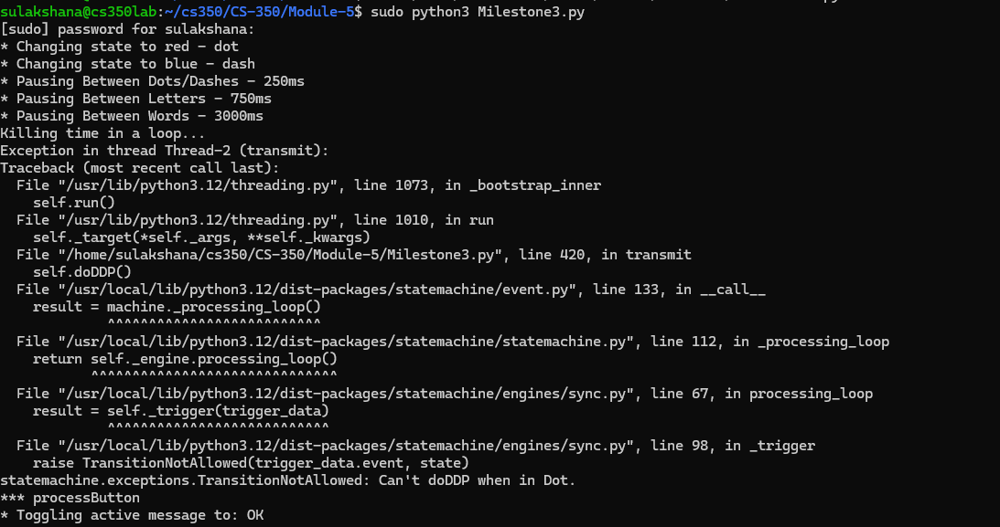 sulakshana@cs350lab:~/cs350/CS-350/Module-5$ sudo python3 Milestone3.py
[sudo] password for sulakshana:
* Changing state to red - dot
* Changing state to blue - dash
* Pausing Between Dots/Dashes - 250ms
* Pausing Between Letters - 750ms
* Pausing Between Words - 3000ms
Killing time in a loop...
Exception in thread Thread-2 (transmit):
Traceback (most recent call last):
  File "/usr/lib/python3.12/threading.py", line 1073, in _bootstrap_inner
    self.run()
  File "/usr/lib/python3.12/threading.py", line 1010, in run
    self._target(*self._args, **self._kwargs)
  File "/home/sulakshana/cs350/CS-350/Module-5/Milestone3.py", line 420, in transmit
    self.doDDP()
  File "/usr/local/lib/python3.12/dist-packages/statemachine/event.py", line 133, in __call__
    result = machine._processing_loop()
             ^^^^^^^^^^^^^^^^^^^^^^^^^^
  File "/usr/local/lib/python3.12/dist-packages/statemachine/statemachine.py", line 112, in _processing_loop
    return self._engine.processing_loop()
           ^^^^^^^^^^^^^^^^^^^^^^^^^^^^^^
  File "/usr/local/lib/python3.12/dist-packages/statemachine/engines/sync.py", line 67, in processing_loop
    result = self._trigger(trigger_data)
             ^^^^^^^^^^^^^^^^^^^^^^^^^^^
  File "/usr/local/lib/python3.12/dist-packages/statemachine/engines/sync.py", line 98, in _trigger
    raise TransitionNotAllowed(trigger_data.event, state)
statemachine.exceptions.TransitionNotAllowed: Can't doDDP when in Dot.
*** processButton
* Toggling active message to: OK